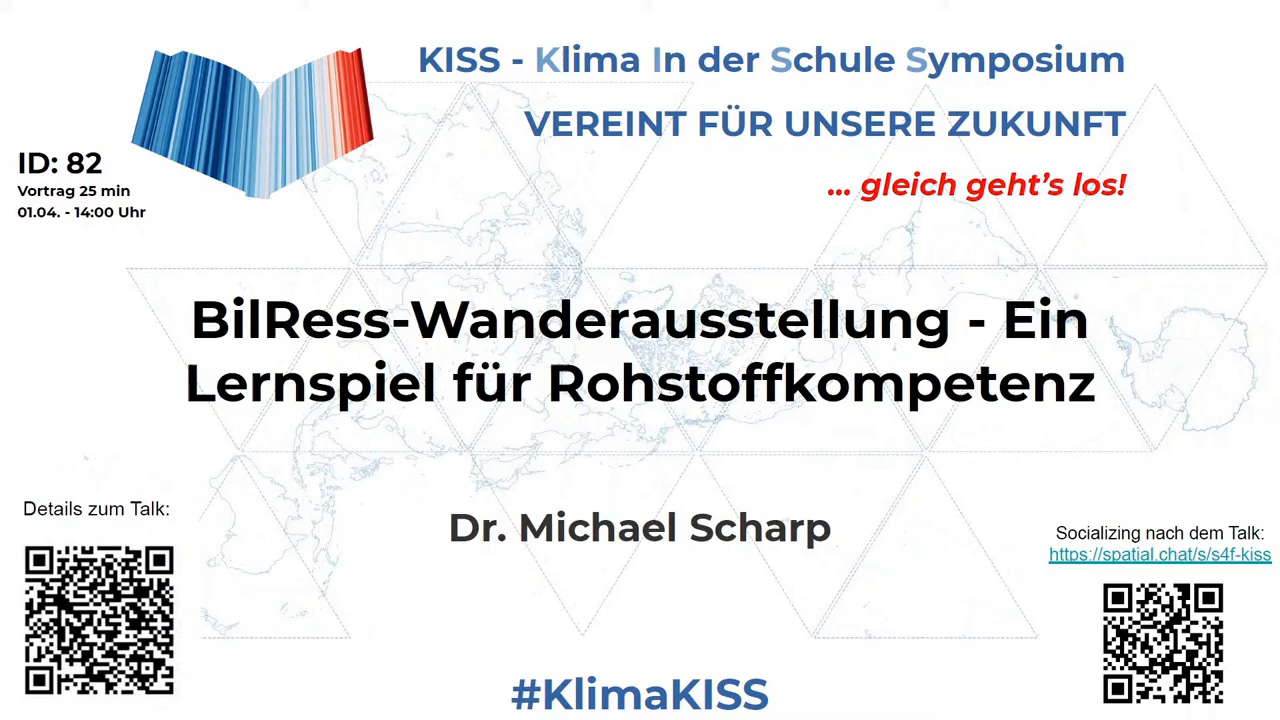 KISS - Klima In der Schule Symposium
VEREINT FÜR UNSERE ZUKUNFT
... gleich geht's los!
ID: 82
Vortrag 25 min
01.04. - 14:00 Uhr
BilRess-Wanderausstellung - Ein
Lernspiel für Rohstoffkompetenz
Dr. Michael Scharp
Details zum Talk:
Socializing nach dem Talk:
https://spatial.chat/s/s4f-kiss
#KlimaKISS